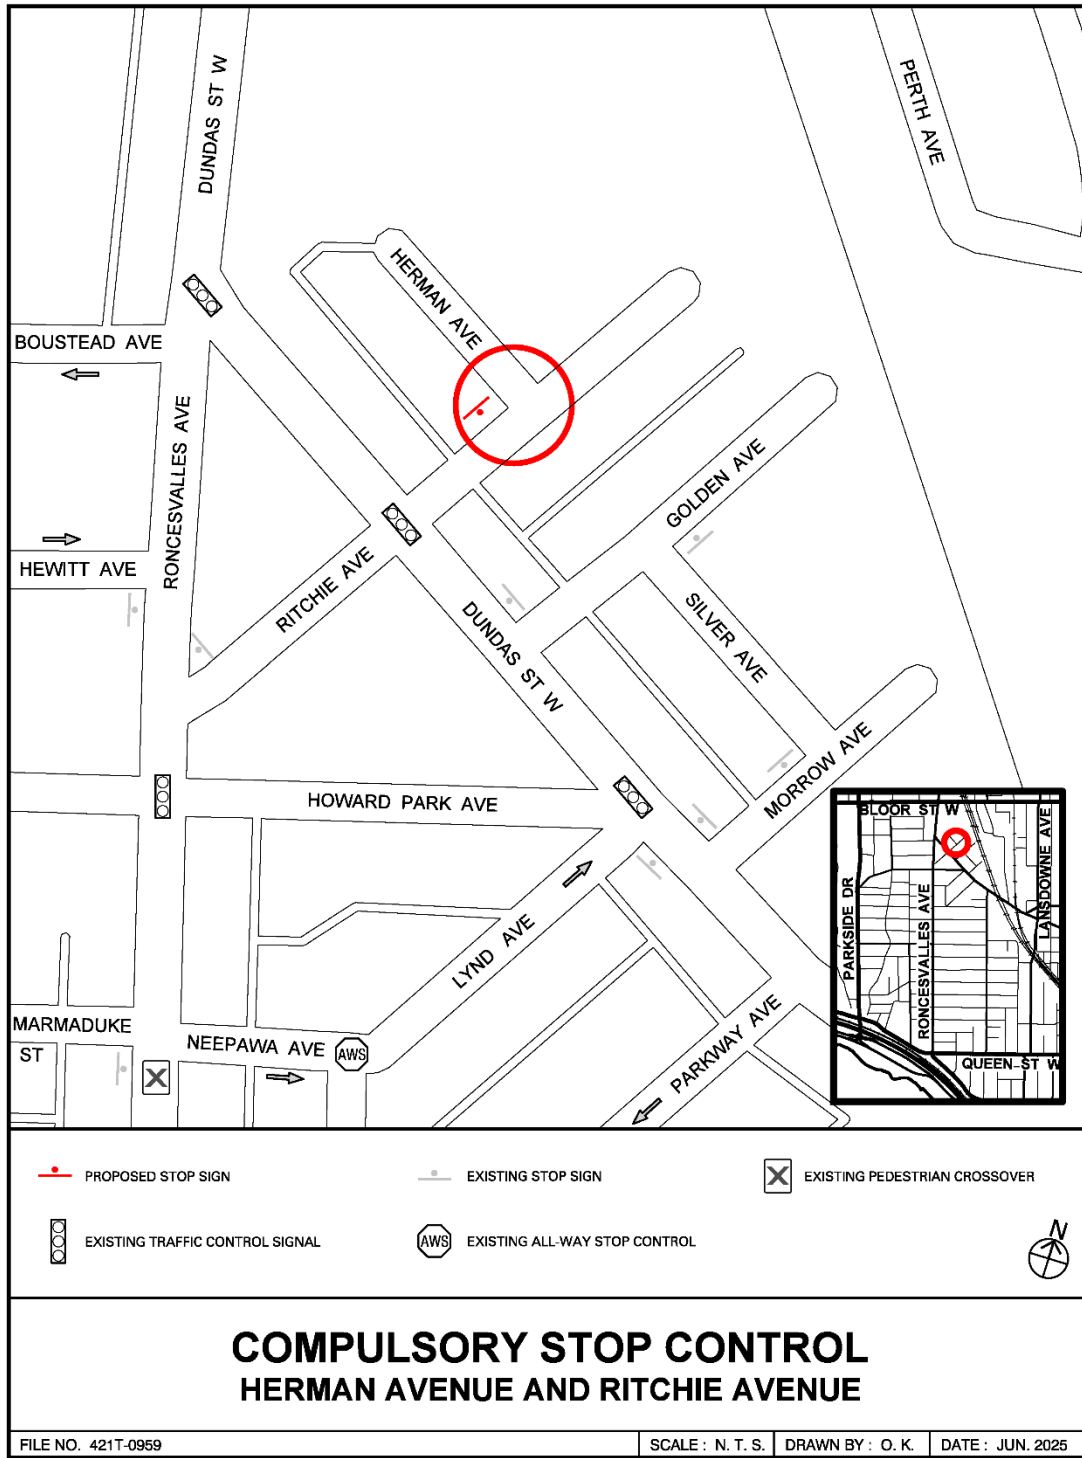 DUNDAS ST W
PERTH AVE
HERMAN AVE
BOUSTEAD AVE
RONCESVALLES AVE
GOLDEN AVE
HEWITT AVE
RITCHIE AVE
SILVER AVE
DUNDAS ST W
MORROW AVE
HOWARD PARK AVE
LYND AVE
MARMADUKE
ST
NEEPAWA AVE
AWS
PARKWAY AVE
BLOOR ST W
PARKSIDE DR
RONCESVALLES AVE
LANSDOWNE AVE
QUEEN ST W
PROPOSED STOP SIGN
EXISTING STOP SIGN
X
EXISTING PEDESTRIAN CROSSOVER
EXISTING TRAFFIC CONTROL SIGNAL
AWS
EXISTING ALL-WAY STOP CONTROL
N
COMPULSORY STOP CONTROL
HERMAN AVENUE AND RITCHIE AVENUE
FILE NO. 421T-0959
SCALE : N. T. S.
DRAWN BY : O. K.
DATE : JUN. 2025